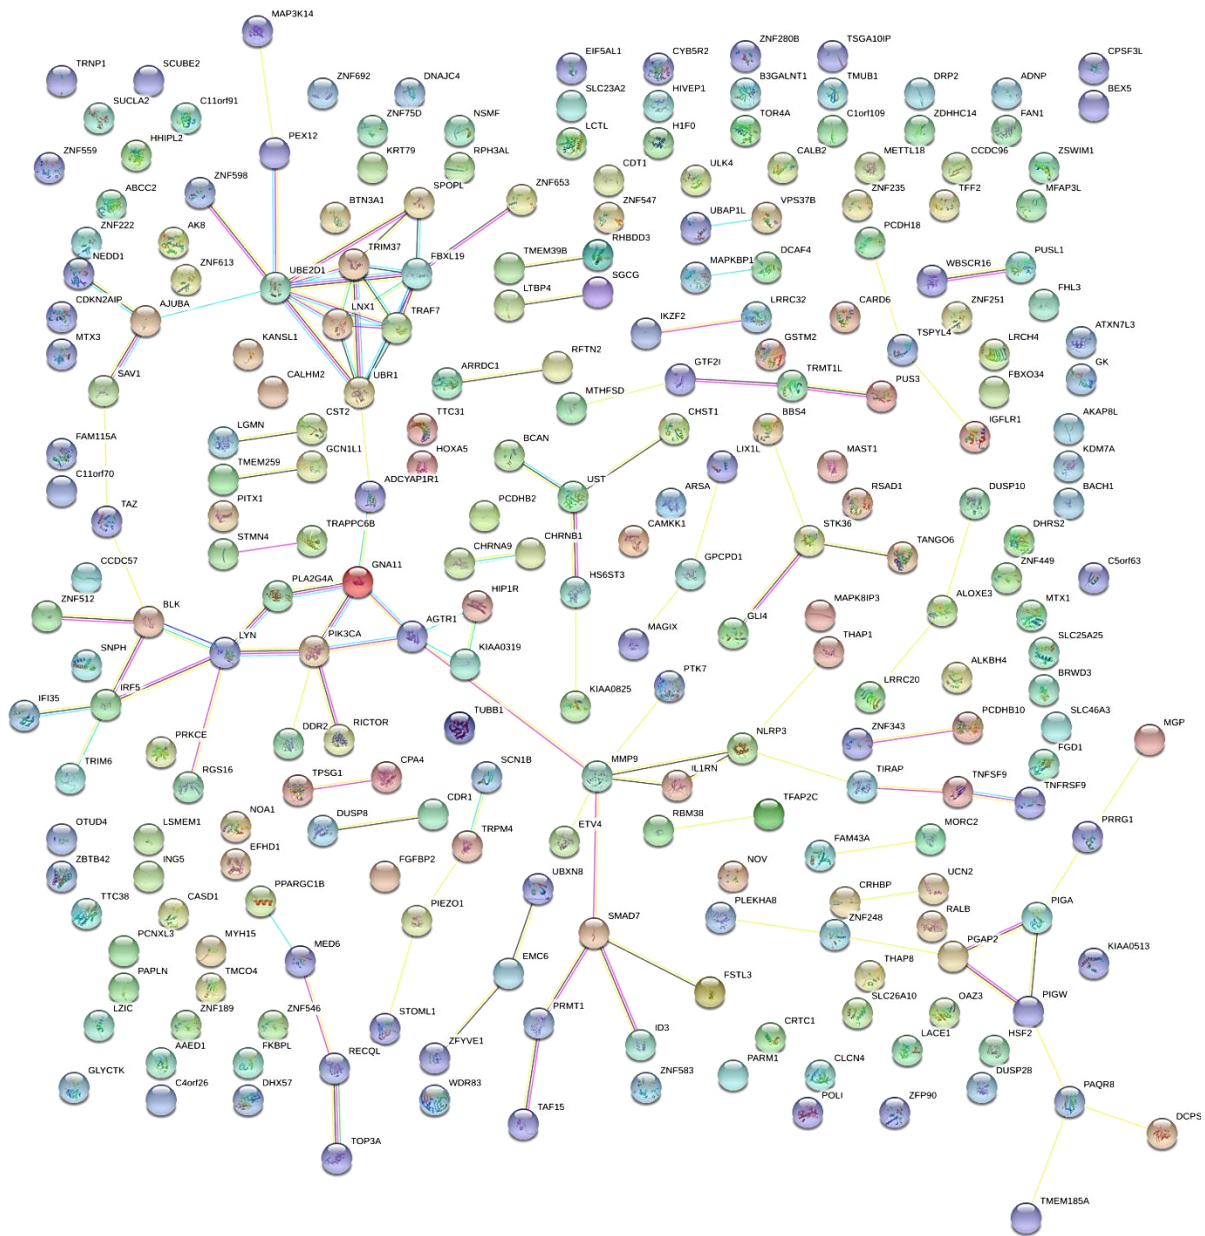 MAP3K14
TRNP1
SCUBE2
ZNF692
DNAJC4
EIF5AL1
CYB5R2
ZNF280B
TSGA10IP
CPSF3L
SUCLA2
C11orf91
ZNF75D
NSMF
SLC23A2
HIVEP1
B3GALNT1
TMUB1
DRP2
ADNP
BEX5
HHIPL2
PEX12
KRT79
RPH3AL
LCTL
H1F0
TOR4A
C1orf109
ZDHHC14
FAN1
ZNF559
ZNF598
SPOPL
ZNF653
CDT1
ULK4
CALB2
METTL18
CCDC96
ZSWIM1
ABCC2
BTN3A1
ZNF547
UBAP1L
VPS37B
ZNF235
TFF2
MFAP3L
ZNF222
AK8
TRIM37
FBXL19
TMEM39B
RHBDD3
PCDH18
NEDD1
ZNF613
UBE2D1
SGCG
MAPKBP1
DCAF4
WBSCR16
PUSL1
CDKN2AIP
AJUBA
LNX1
TRAF7
LTBP4
IKZF2
LRRC32
CARD6
ZNF251
FHL3
MTX3
KANSL1
GSTM2
TSPYL4
LRCH4
ATXN7L3
SAV1
CALHM2
UBR1
ARRDC1
RFTN2
MTHFSD
GTF2I
TRMT1L
PUS3
FBXO34
GK
FAM115A
LGMN
CST2
TTC31
BCAN
CHST1
BBS4
IGFLR1
AKAP8L
C11orf70
TMEM259
GCN1L1
HOXA5
LIX1L
MAST1
KDM7A
TAZ
PITX1
ADCYAP1R1
UST
ARSA
RSAD1
DUSP10
BACH1
STMN4
TRAPPC6B
PCDHB2
CAMKK1
STK36
TANGO6
DHRS2
CCDC57
CHRNA9
CHRNB1
GPCPD1
ZNF449
C5orf63
ZNF512
BLK
PLA2G4A
GNA11
HIP1R
HS6ST3
MAPK8IP3
ALOXE3
MTX1
SNPH
LYN
PIK3CA
AGTR1
KIAA0319
MAGIX
GLI4
THAP1
SLC25A25
IFI35
IRF5
PTK7
ALKBH4
BRWD3
KIAA0825
LRRC20
TRIM6
PRKCE
RGS16
DDR2
RICTOR
TUBB1
NLRP3
ZNF343
PCDHB10
SLC46A3
MGP
TPSG1
CPA4
SCN1B
MMP9
IL1RN
TIRAP
TNFSF9
TNFRSF9
FGD1
OTUD4
LSMEM1
NOA1
DUSP8
CDR1
ETV4
RBM38
TFAP2C
MORC2
PRRG1
ZBTB42
ING5
EFHD1
TRPM4
FAM43A
FGFBP2
NOV
TTC38
CASD1
PPARGC1B
PIEZO1
UBXN8
PLEKHA8
CRHBP
UCN2
PIGA
PCNXL3
MYH15
MED6
SMAD7
ZNF248
RALB
PGAP2
KIAA0513
PAPLN
TMCO4
EMC6
FSTL3
THAP8
LZIC
ZNF189
ZNF546
STOML1
PRMT1
ID3
SLC26A10
OAZ3
PIGW
AAED1
FKBPL
RECQL
ZFYVE1
CRTC1
LACE1
HSF2
GLYCTK
C4orf26
DHX57
WDR83
ZNF583
PARM1
CLCN4
DUSP28
PAQR8
POLI
ZFP90
TAF15
DCPS
TOP3A
TMEM185A